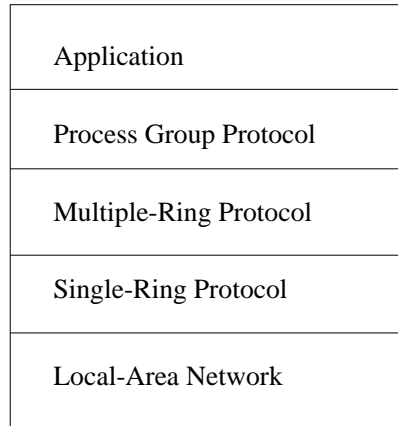 Application
Process Group Protocol
Multiple-Ring Protocol
Single-Ring Protocol
Local-Area Network